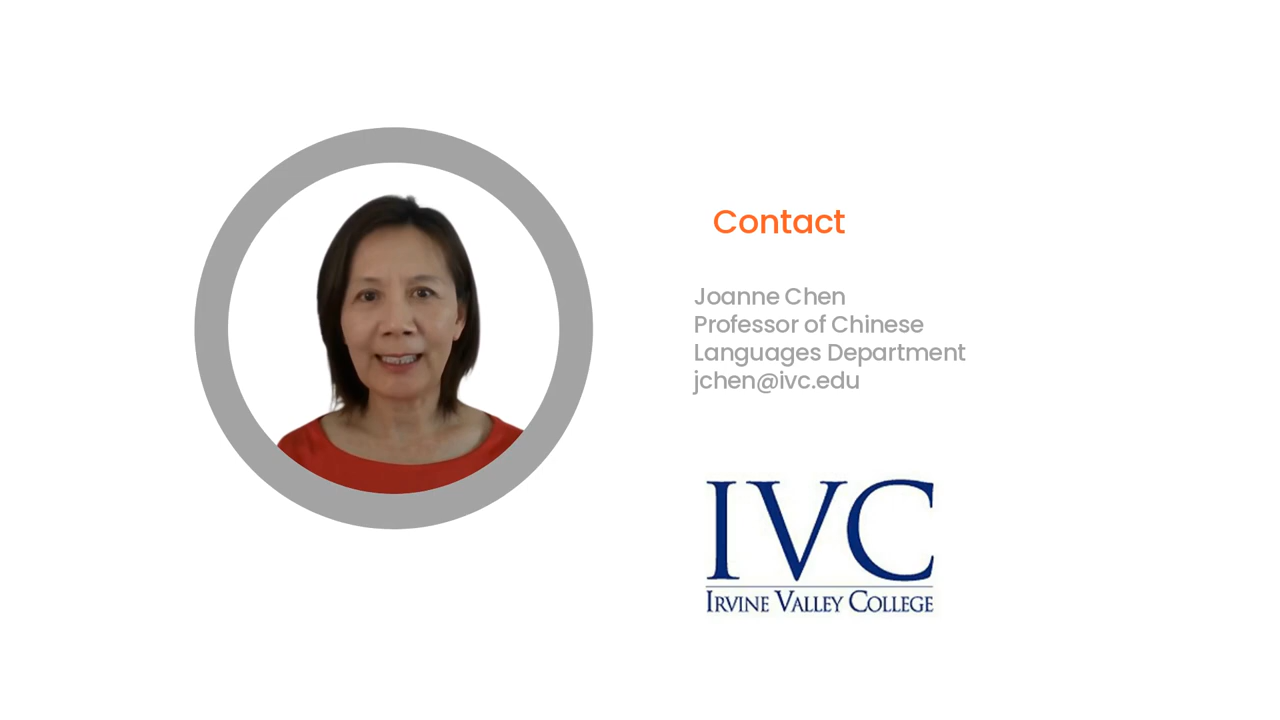 Contact
Joanne Chen
Professor of Chinese
Languages Department
jchen@ivc.edu
IVC
IRVINE VALLEY COLLEGE